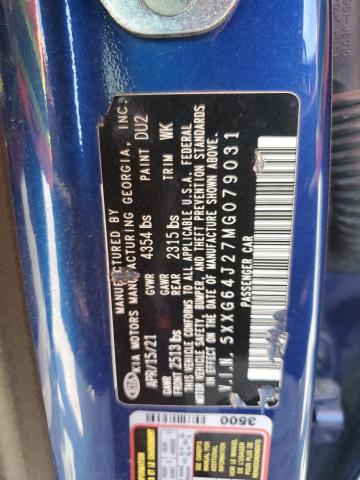 MANUFACTURED BY
KIA MOTORS MANUFACTURING GEORGIA, INC.
APR/15/21 GVWR 4354 lbs PAINT DU2
GAWR FRONT 2513 lbs GAWR REAR 2315 lbs TRIM WK
THIS VEHICLE CONFORMS TO ALL APPLICABLE U.S.A. FEDERAL
MOTOR VEHICLE SAFETY, BUMPER, AND THEFT PREVENTION STANDARDS
IN EFFECT ON THE DATE OF MANUFACTURE SHOWN ABOVE.
V.I.N. 5XXG64J27MG079031
PASSENGER CAR
3500